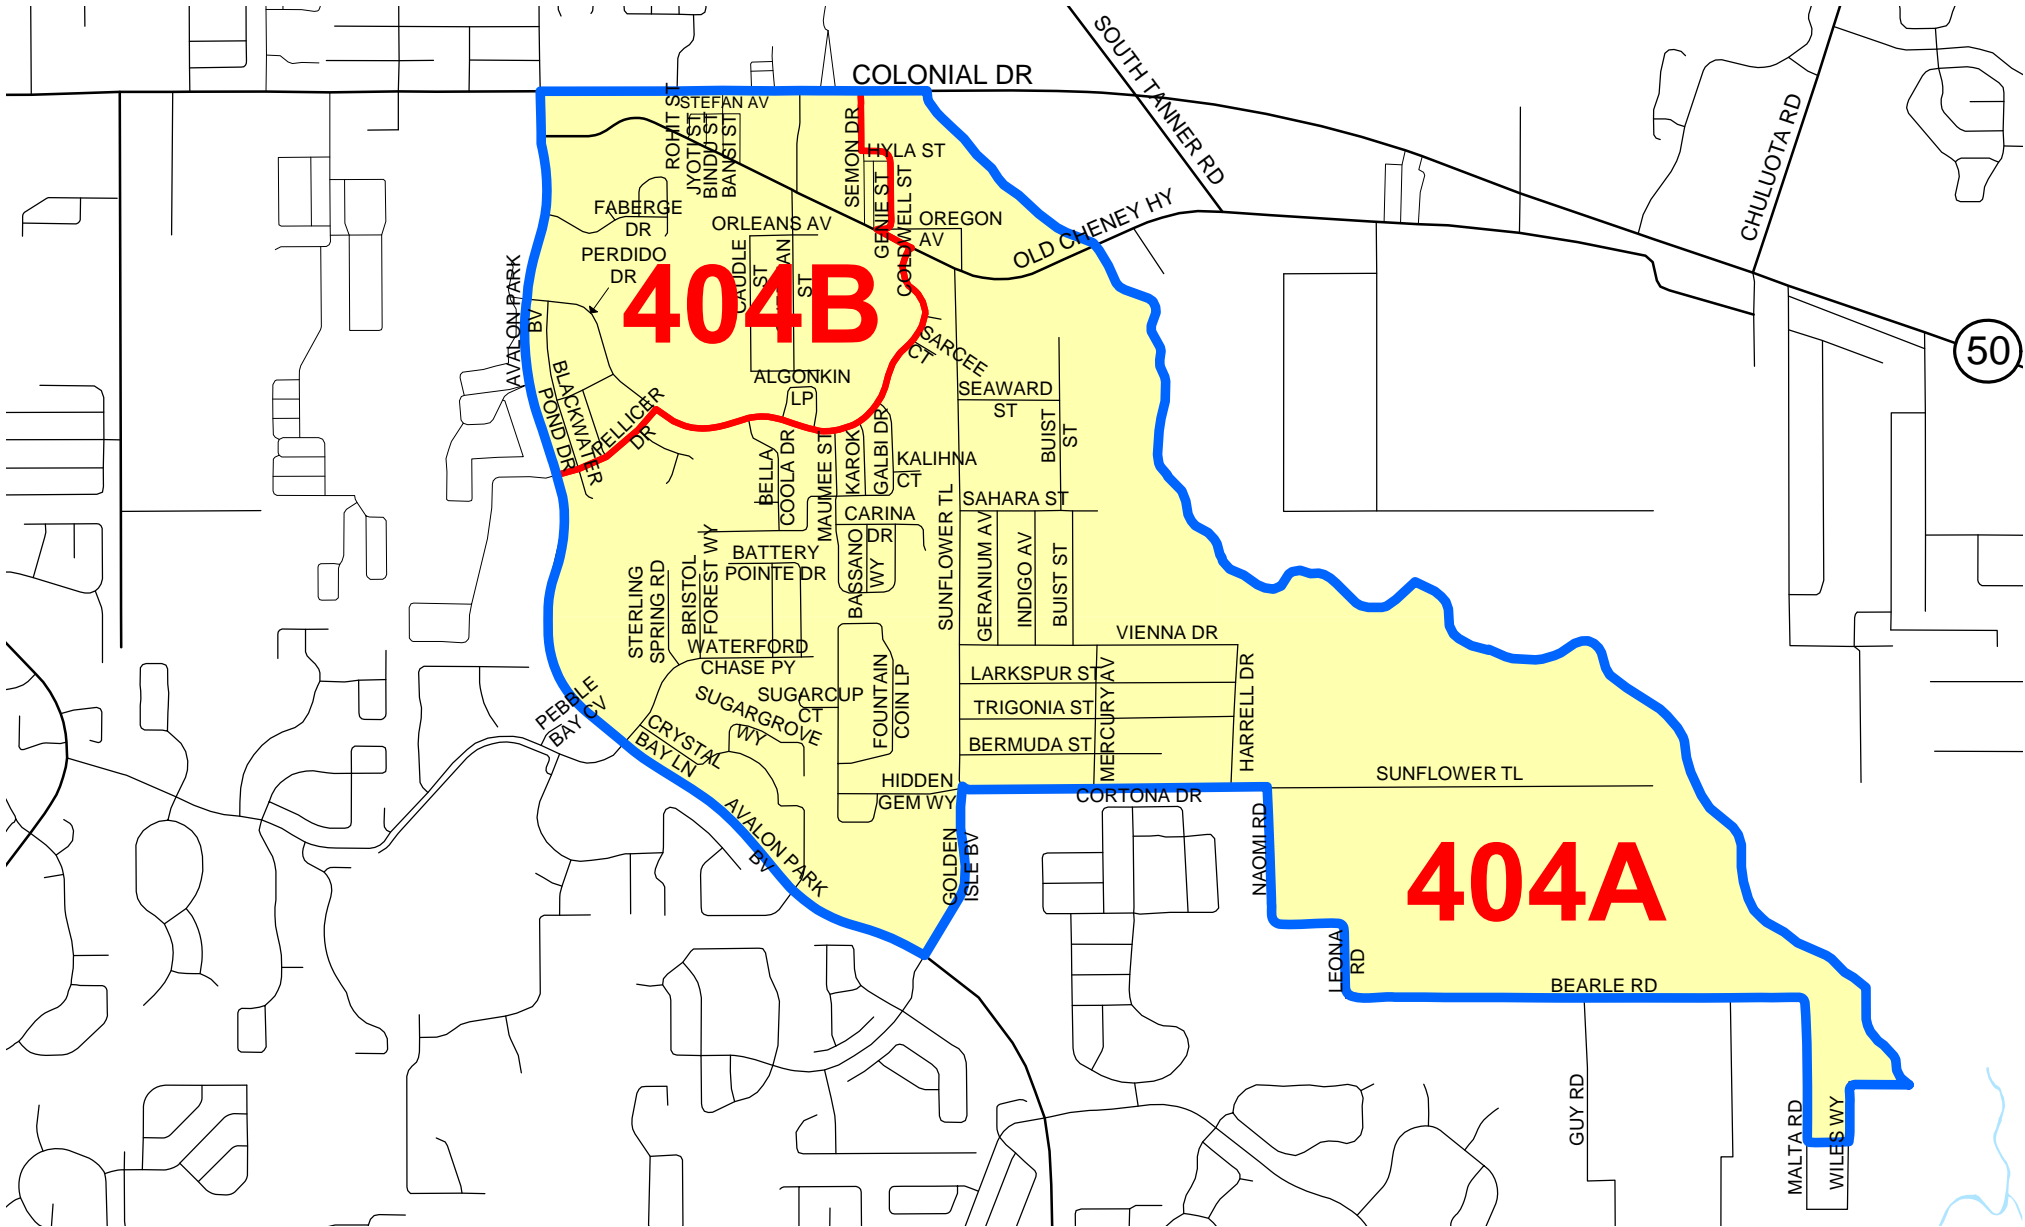 COLONIAL DR
SOUTH TANNER RD
CHULUOTA RD
50
STEFAN AV
ROHIT ST
JYOTI ST
BINDU ST
BANSI ST
SEMON DR
HYLA ST
GENIE ST
COLDWELL ST
OREGON
AV
OLD CHENEY HY
FABERGE
DR
ORLEANS AV
PERDIDO
DR
CAUDLE
ST
ST
404B
AVALON PARK
BV
SARCEE
CT
BLACKWATER
POND DR
PELLICER
DR
ALGONKIN
LP
SEAWARD
ST
BUIST
ST
BELLA
COOLA DR
MAUMEE ST
KAROK
GALBI DR
KALIHNA
CT
SUNFLOWER TL
SAHARA ST
CARINA
DR
BATTERY
POINTE DR
BASSANO
WY
GERANIUM AV
INDIGO AV
BUIST ST
STERLING
SPRING RD
BRISTOL
FOREST WY
WATERFORD
CHASE PY
VIENNA DR
LARKSPUR ST
TRIGONIA ST
BERMUDA ST
MERCURY AV
HARRELL DR
PEBBLE
BAY CV
SUGARGROVE
WY
SUGARCUP
CT
FOUNTAIN
COIN LP
CRYSTAL
BAY LN
HIDDEN
GEM WY
SUNFLOWER TL
CORTONA DR
AVALON PARK
BV
GOLDEN
ISLE BV
NAOMI RD
404A
LEONA
RD
BEARLE RD
GUY RD
MALTA RD
WILES WY